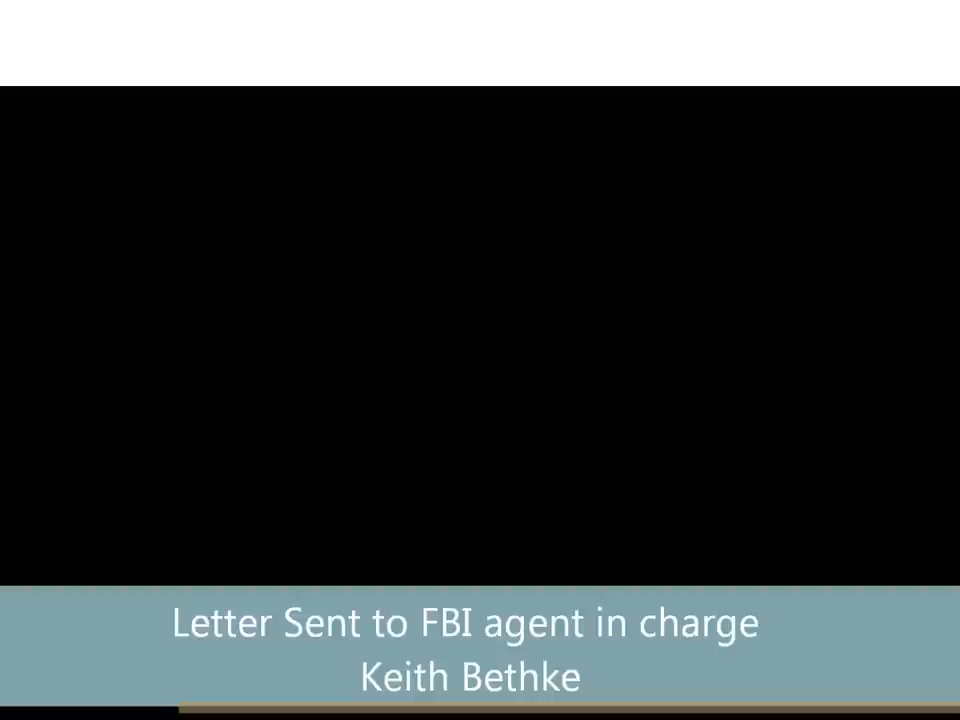 Letter Sent to FBI agent in charge
Keith Bethke